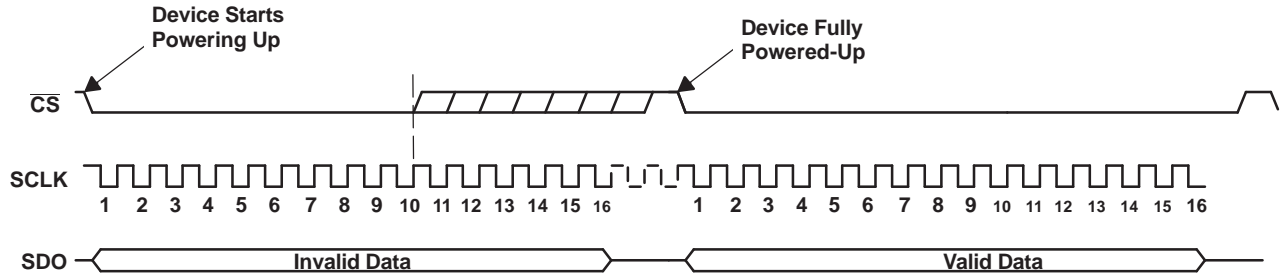 Device Starts
Powering Up
Device Fully
Powered-Up
CS
SCLK
1 2 3 4 5 6 7 8 9 10 11 12 13 14 15 16 1 2 3 4 5 6 7 8 9 10 11 12 13 14 15 16
SDO
Invalid Data
Valid Data